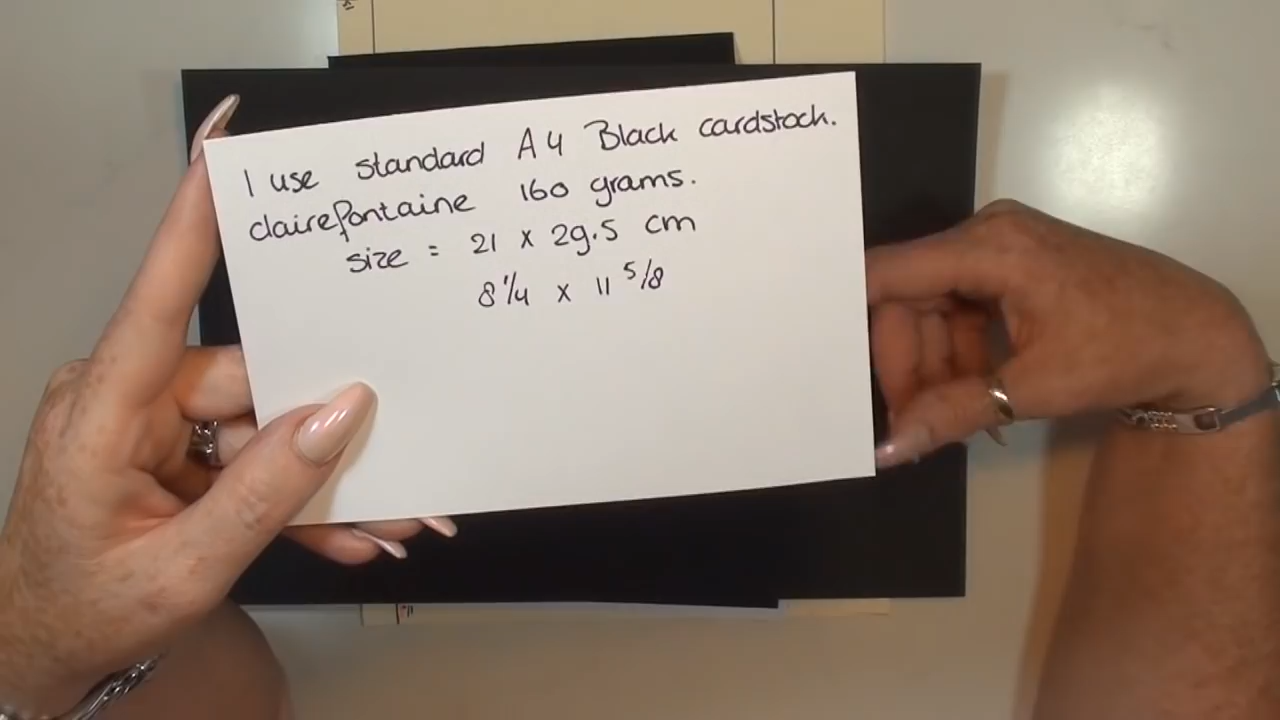 I use standard A4 Black cardstock.
clairefontaine 160 grams.
size = 21 x 29.5 cm
8 1/4 x 11 5/8